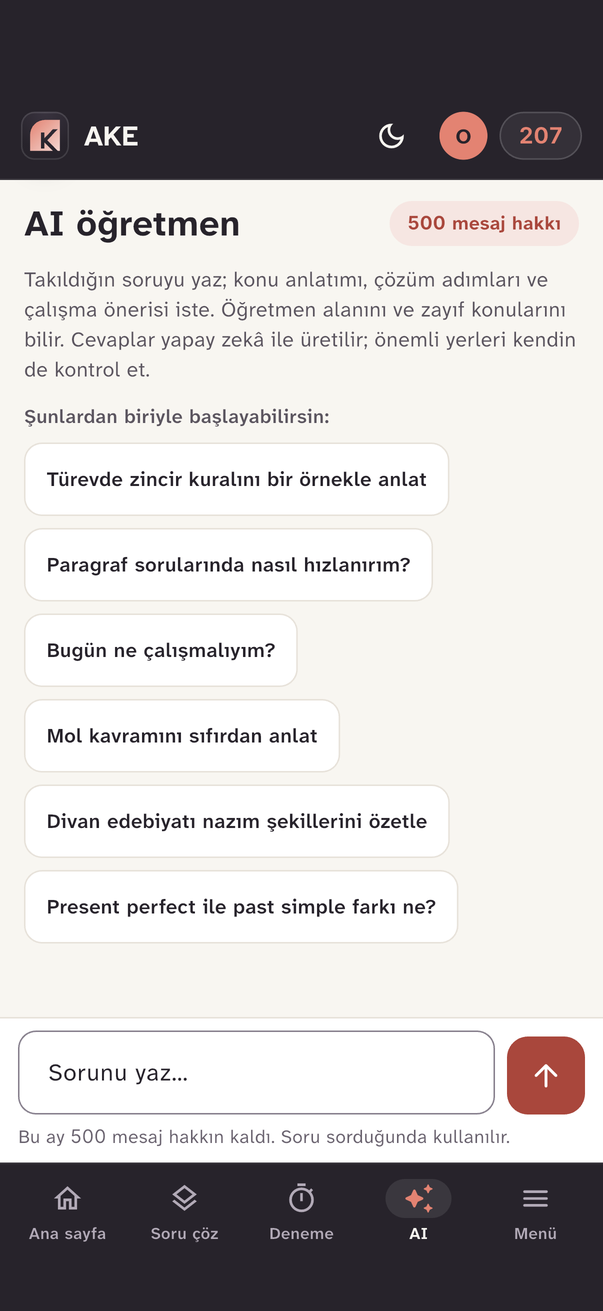 K AKE O 207
AI öğretmen 500 mesaj hakkı
Takıldığın soruyu yaz; konu anlatımı, çözüm adımları ve
çalışma önerisi iste. Öğretmen alanını ve zayıf konularını
bilir. Cevaplar yapay zekâ ile üretilir; önemli yerleri kendin
de kontrol et.
Şunlardan biriyle başlayabilirsin:
Türevde zincir kuralını bir örnekle anlat
Paragraf sorularında nasıl hızlanırım?
Bugün ne çalışmalıyım?
Mol kavramını sıfırdan anlat
Divan edebiyatı nazım şekillerini özetle
Present perfect ile past simple farkı ne?
Sorunu yaz...
Bu ay 500 mesaj hakkın kaldı. Soru sorduğunda kullanılır.
Ana sayfa Soru çöz Deneme AI Menü